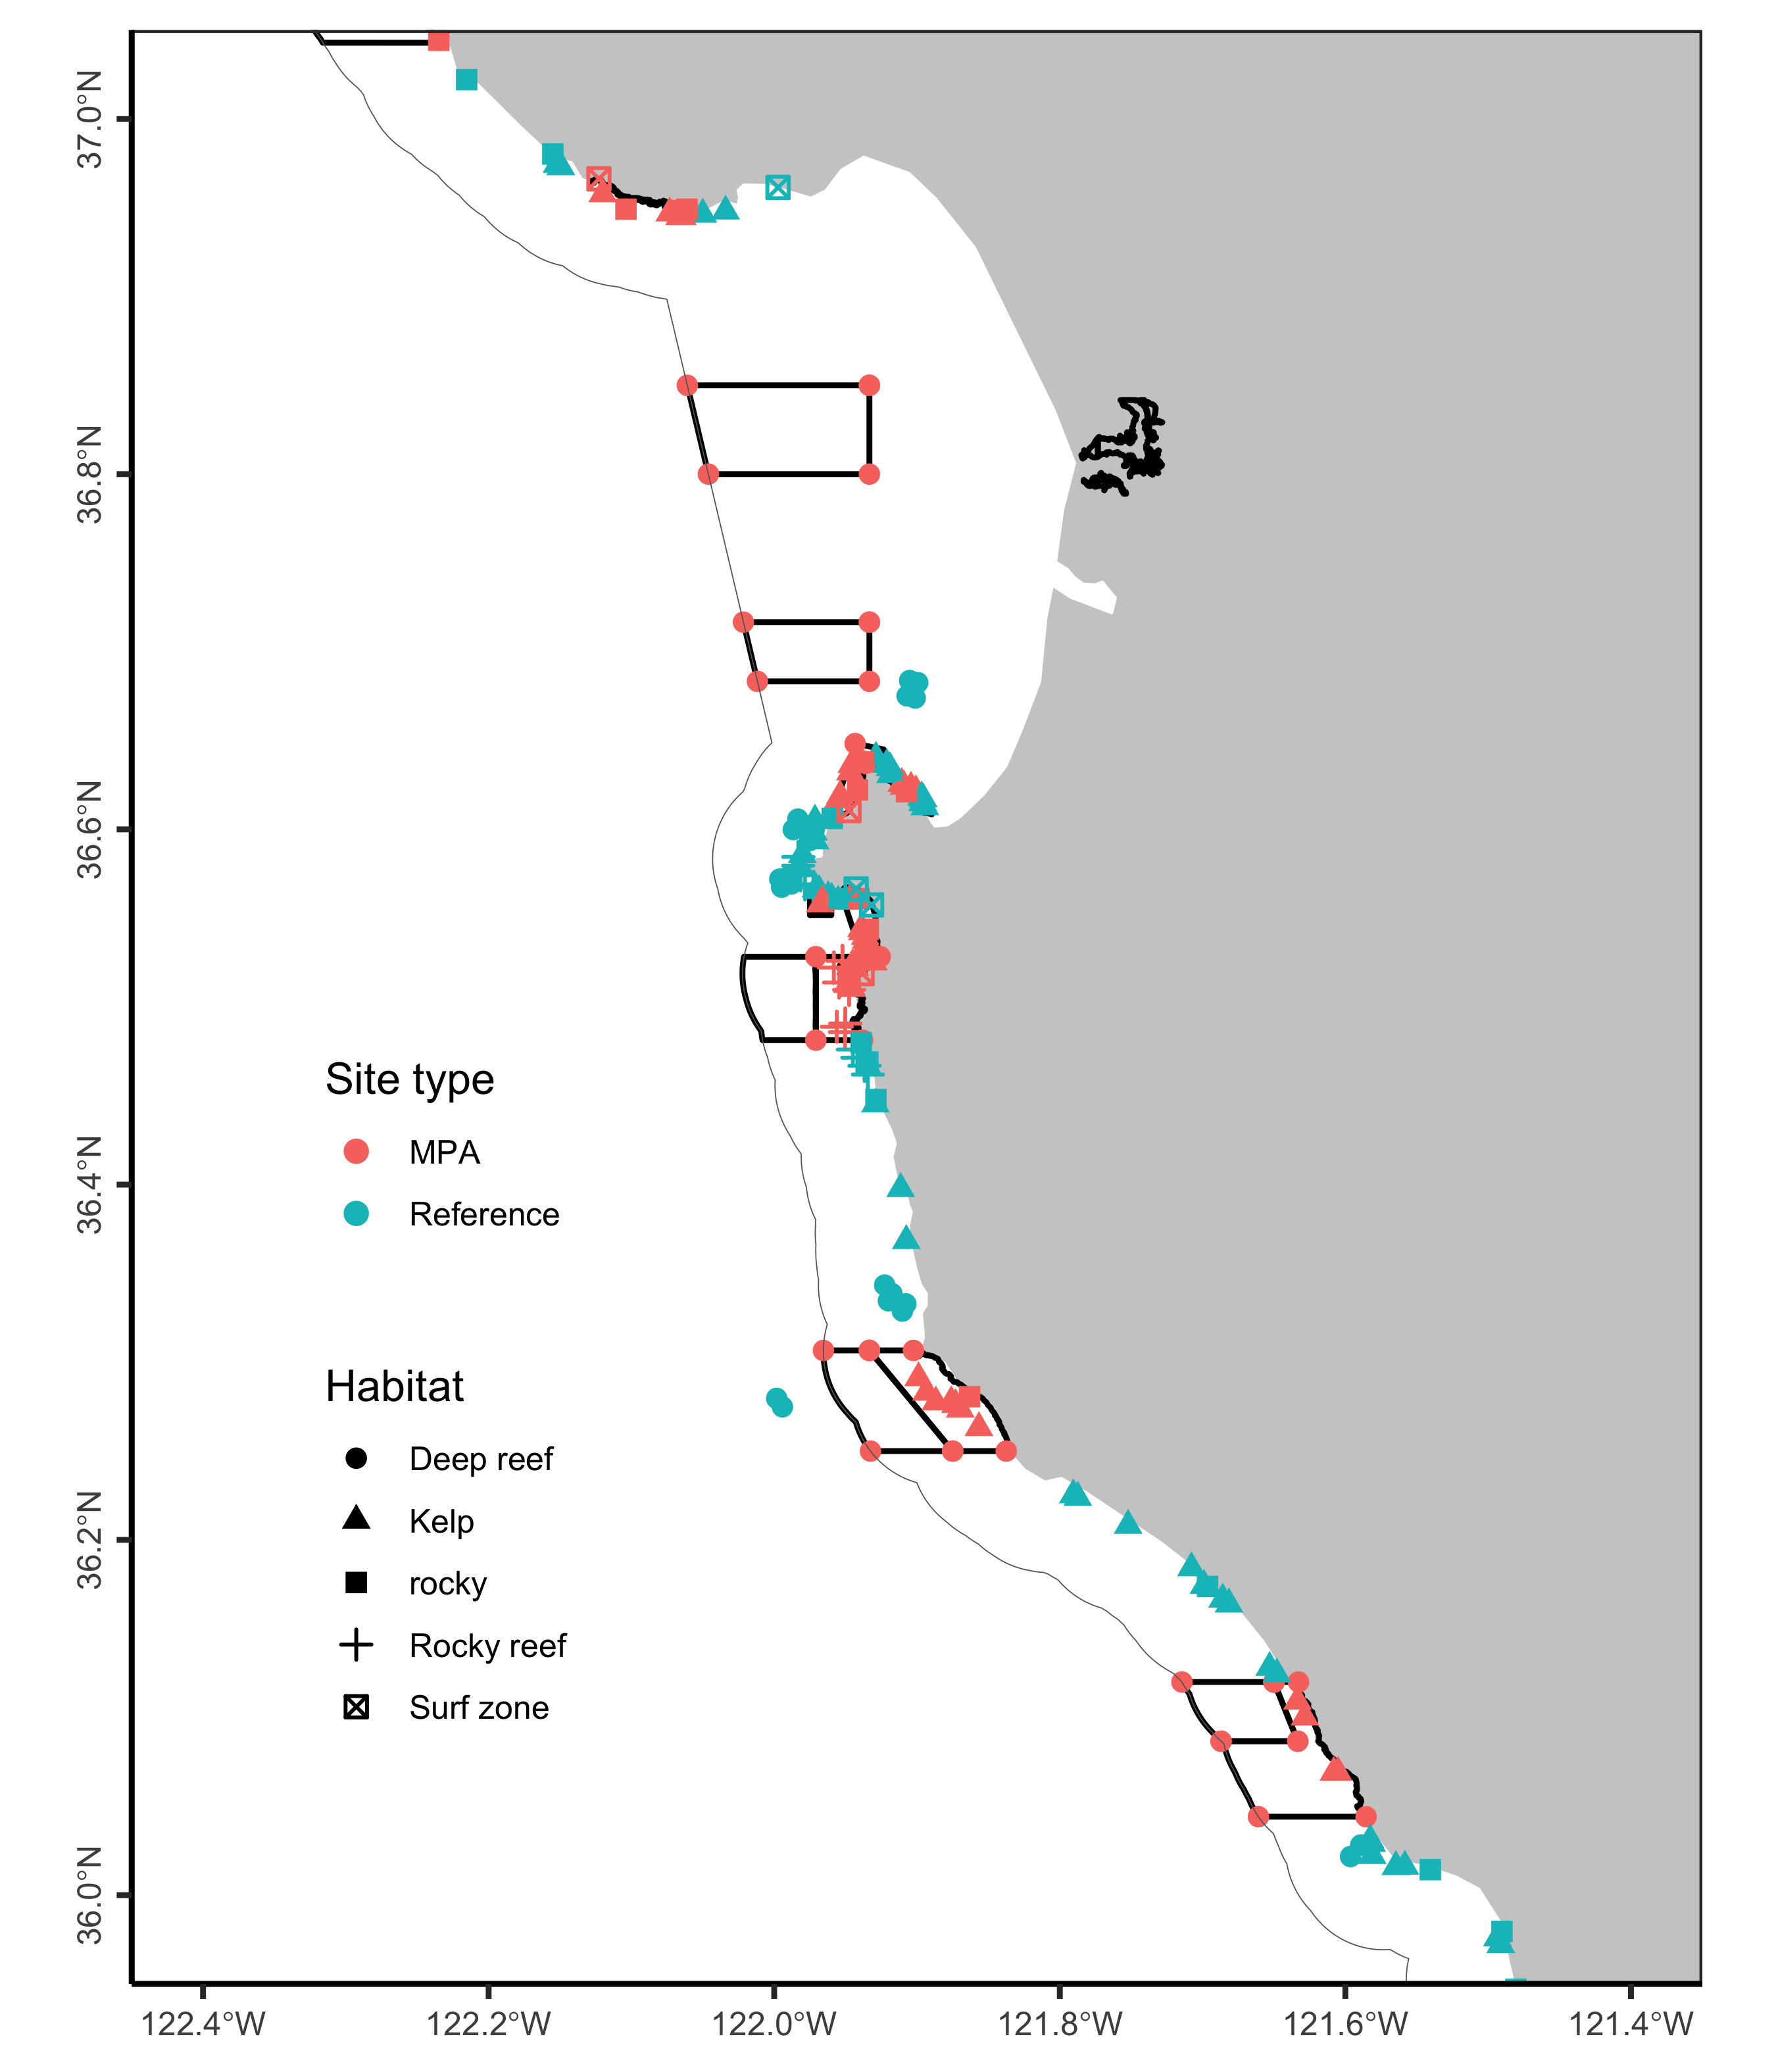 37.0°N
36.8°N
36.6°N
36.4°N
36.2°N
36.0°N
Site type
MPA
Reference
Habitat
Deep reef
Kelp
rocky
Rocky reef
Surf zone
122.4°W 122.2°W 122.0°W 121.8°W 121.6°W 121.4°W